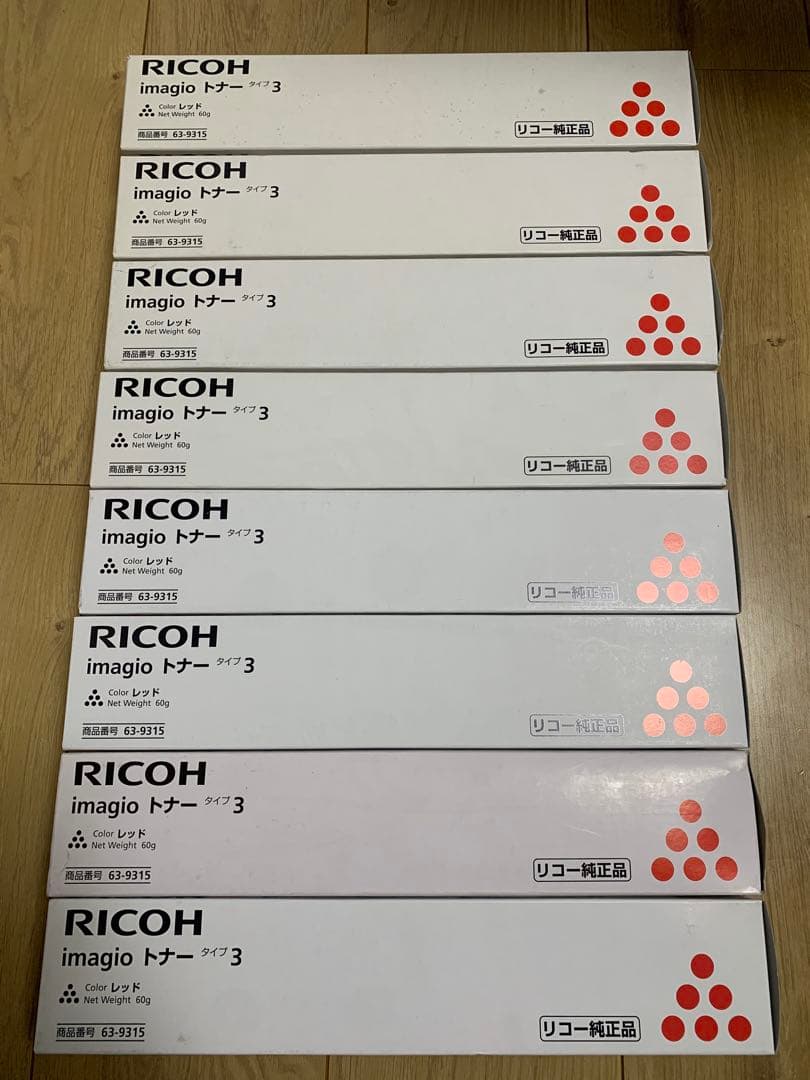 RICOH
imagio トナー タイプ3
Color レッド
Net Weight 60g
商品番号 63-9315
リコー純正品
RICOH
imagio トナー タイプ3
Color レッド
Net Weight 60g
商品番号 63-9315
リコー純正品
RICOH
imagio トナー タイプ3
Color レッド
Net Weight 60g
商品番号 63-9315
リコー純正品
RICOH
imagio トナー タイプ3
Color レッド
Net Weight 60g
商品番号 63-9315
リコー純正品
RICOH
imagio トナー タイプ3
Color レッド
Net Weight 60g
商品番号 63-9315
リコー純正品
RICOH
imagio トナー タイプ3
Color レッド
Net Weight 60g
商品番号 63-9315
リコー純正品
RICOH
imagio トナー タイプ3
Color レッド
Net Weight 60g
商品番号 63-9315
リコー純正品
RICOH
imagio トナー タイプ3
Color レッド
Net Weight 60g
商品番号 63-9315
リコー純正品